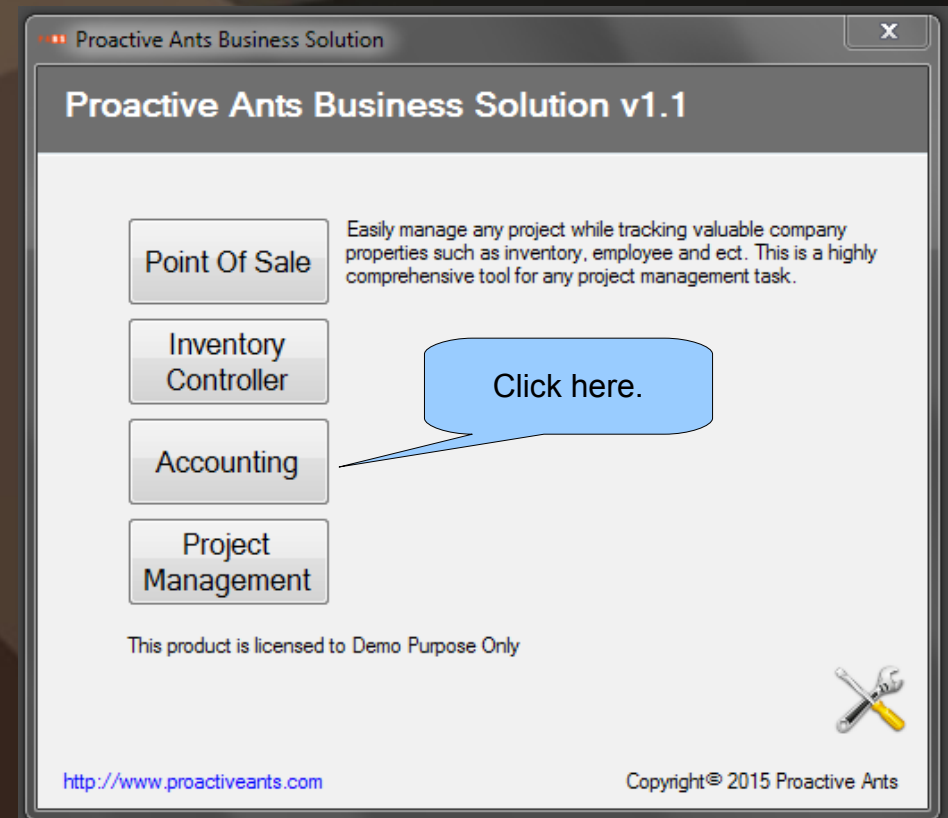 Proactive Ants Business Solution
x
Proactive Ants Business Solution v1.1
Point Of Sale
Easily manage any project while tracking valuable company
properties such as inventory, employee and ect. This is a highly
comprehensive tool for any project management task.
Inventory
Controller
Click here.
Accounting
Project
Management
This product is licensed to Demo Purpose Only
http://www.proactiveants.com
Copyright© 2015 Proactive Ants